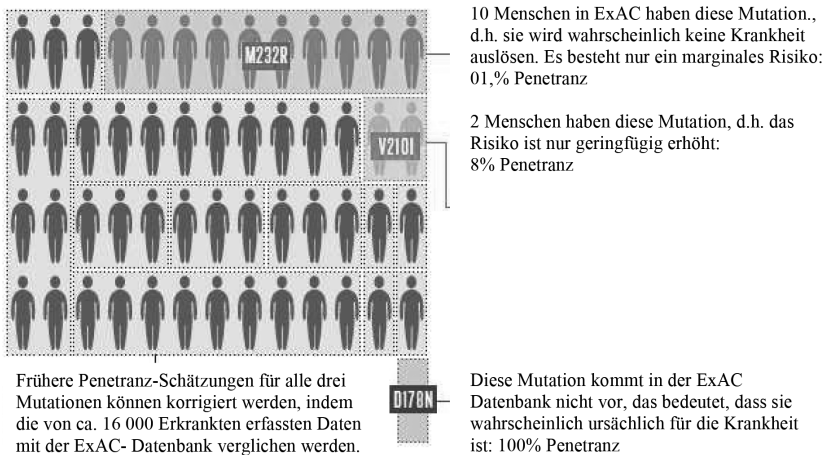 10 Menschen in ExAC haben diese Mutation.,
d.h. sie wird wahrscheinlich keine Krankheit
auslösen. Es besteht nur ein marginales Risiko:
01,% Penetranz
M232R
2 Menschen haben diese Mutation, d.h. das
Risiko ist nur geringfügig erhöht:
8% Penetranz
V210I
Frühere Penetranz-Schätzungen für alle drei
Mutationen können korrigiert werden, indem
die von ca. 16 000 Erkrankten erfassten Daten
mit der ExAC- Datenbank verglichen werden.
D178N
Diese Mutation kommt in der ExAC
Datenbank nicht vor, das bedeutet, dass sie
wahrscheinlich ursächlich für die Krankheit
ist: 100% Penetranz